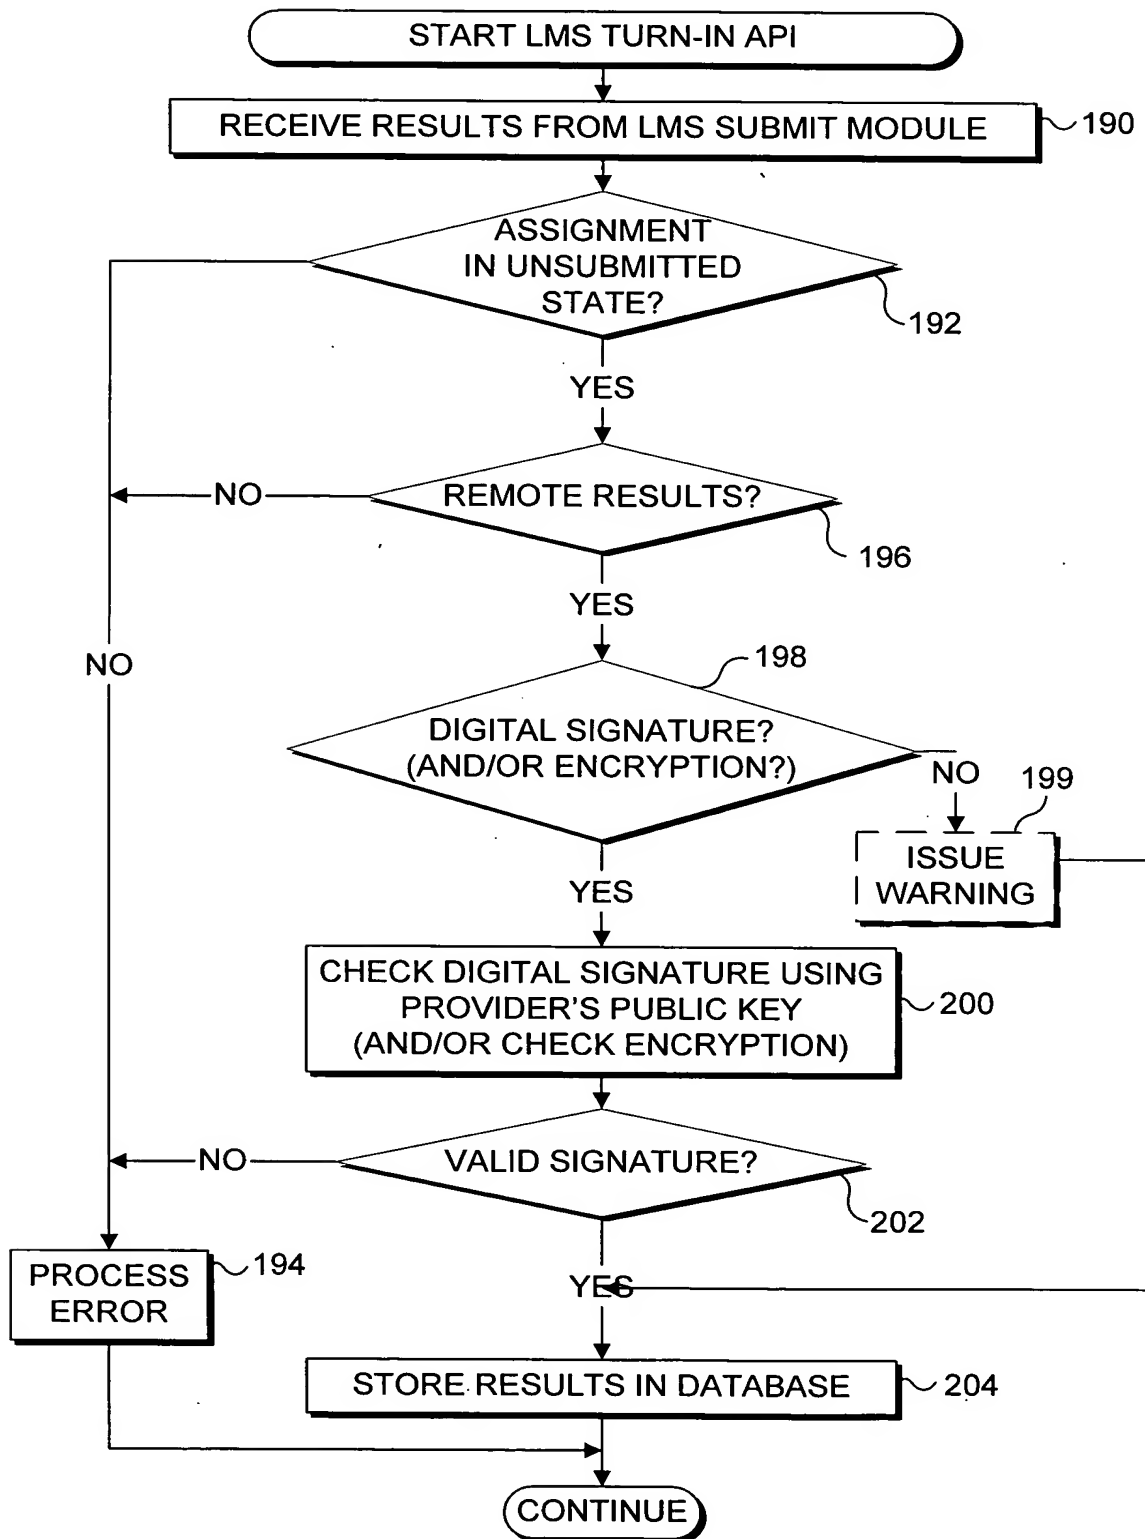 START LMS TURN-IN API
RECEIVE RESULTS FROM LMS SUBMIT MODULE
190
ASSIGNMENT
IN UNSUBMITTED
STATE?
192
YES
NO
REMOTE RESULTS?
196
YES
NO
198
DIGITAL SIGNATURE?
(AND/OR ENCRYPTION?)
NO
199
ISSUE
WARNING
YES
CHECK DIGITAL SIGNATURE USING
PROVIDER'S PUBLIC KEY
(AND/OR CHECK ENCRYPTION)
200
NO
VALID SIGNATURE?
202
PROCESS
ERROR
194
YES
STORE RESULTS IN DATABASE
204
CONTINUE